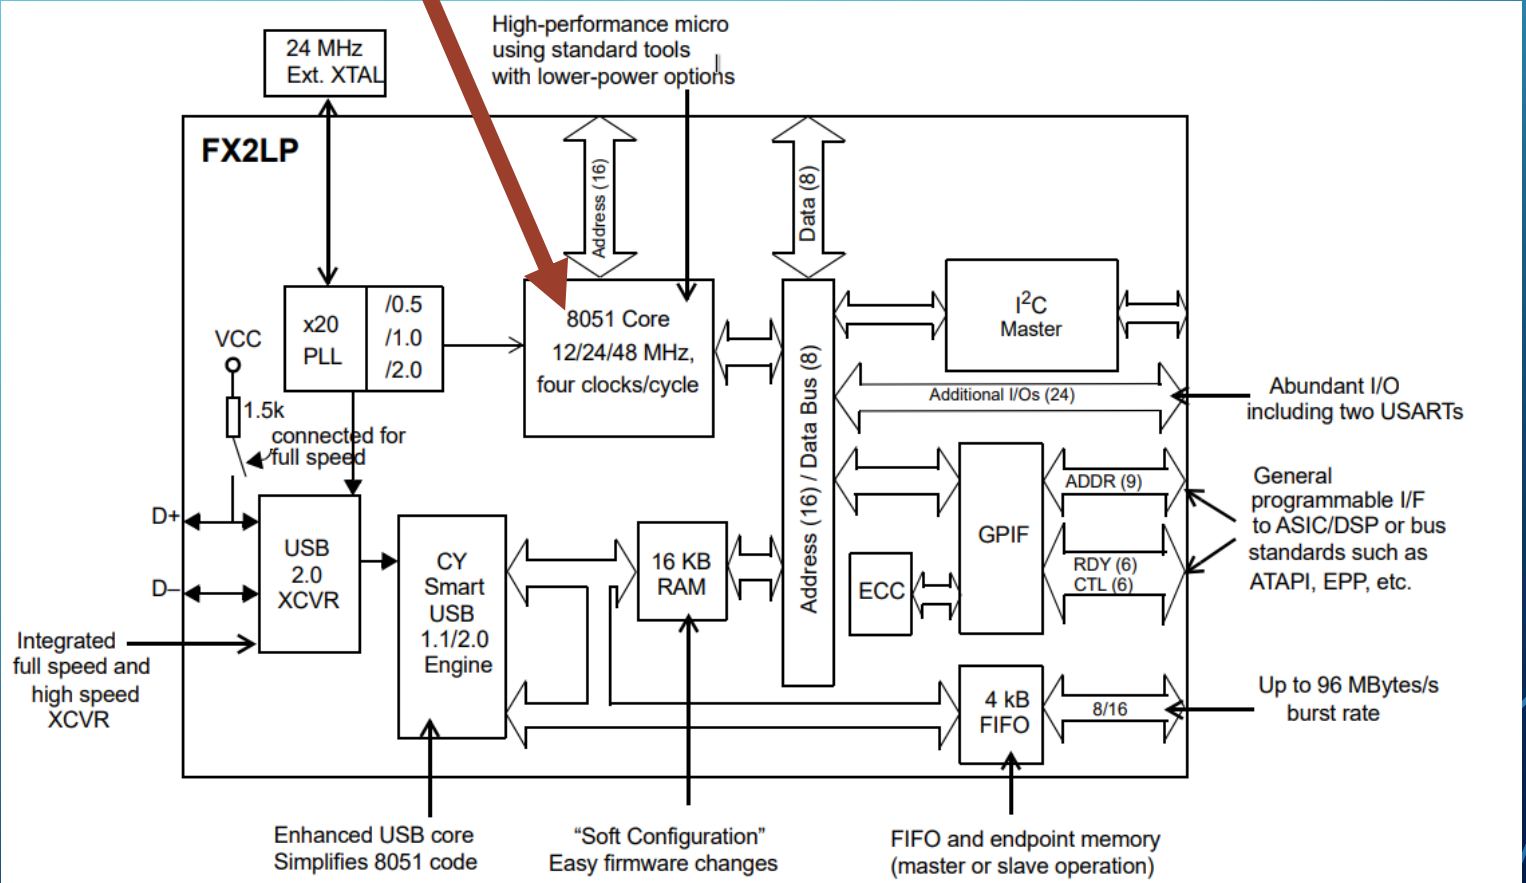 High-performance micro
using standard tools
with lower-power options
24 MHz
Ext. XTAL
FX2LP
Address (16)
Data (8)
x20
PLL
/0.5
/1.0
/2.0
8051 Core
12/24/48 MHz,
four clocks/cycle
I²C
Master
VCC
1.5k
connected for
full speed
Address (16) / Data Bus (8)
Additional I/Os (24)
Abundant I/O
including two USARTs
D+
D–
USB
2.0
XCVR
CY
Smart
USB
1.1/2.0
Engine
16 KB
RAM
ECC
GPIF
ADDR (9)
RDY (6)
CTL (6)
General
programmable I/F
to ASIC/DSP or bus
standards such as
ATAPI, EPP, etc.
Integrated
full speed and
high speed
XCVR
4 kB
FIFO
8/16
Up to 96 MBytes/s
burst rate
Enhanced USB core
Simplifies 8051 code
“Soft Configuration”
Easy firmware changes
FIFO and endpoint memory
(master or slave operation)